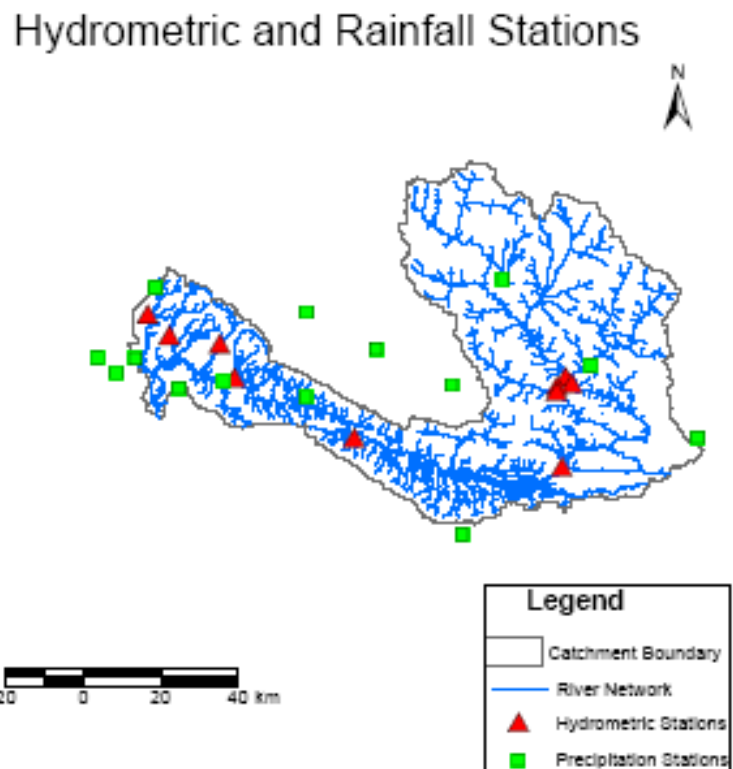 Hydrometric and Rainfall Stations
N
Legend
Catchment Boundary
River Network
Hydrometric Stations
Precipitation Stations
20 0 20 40 km